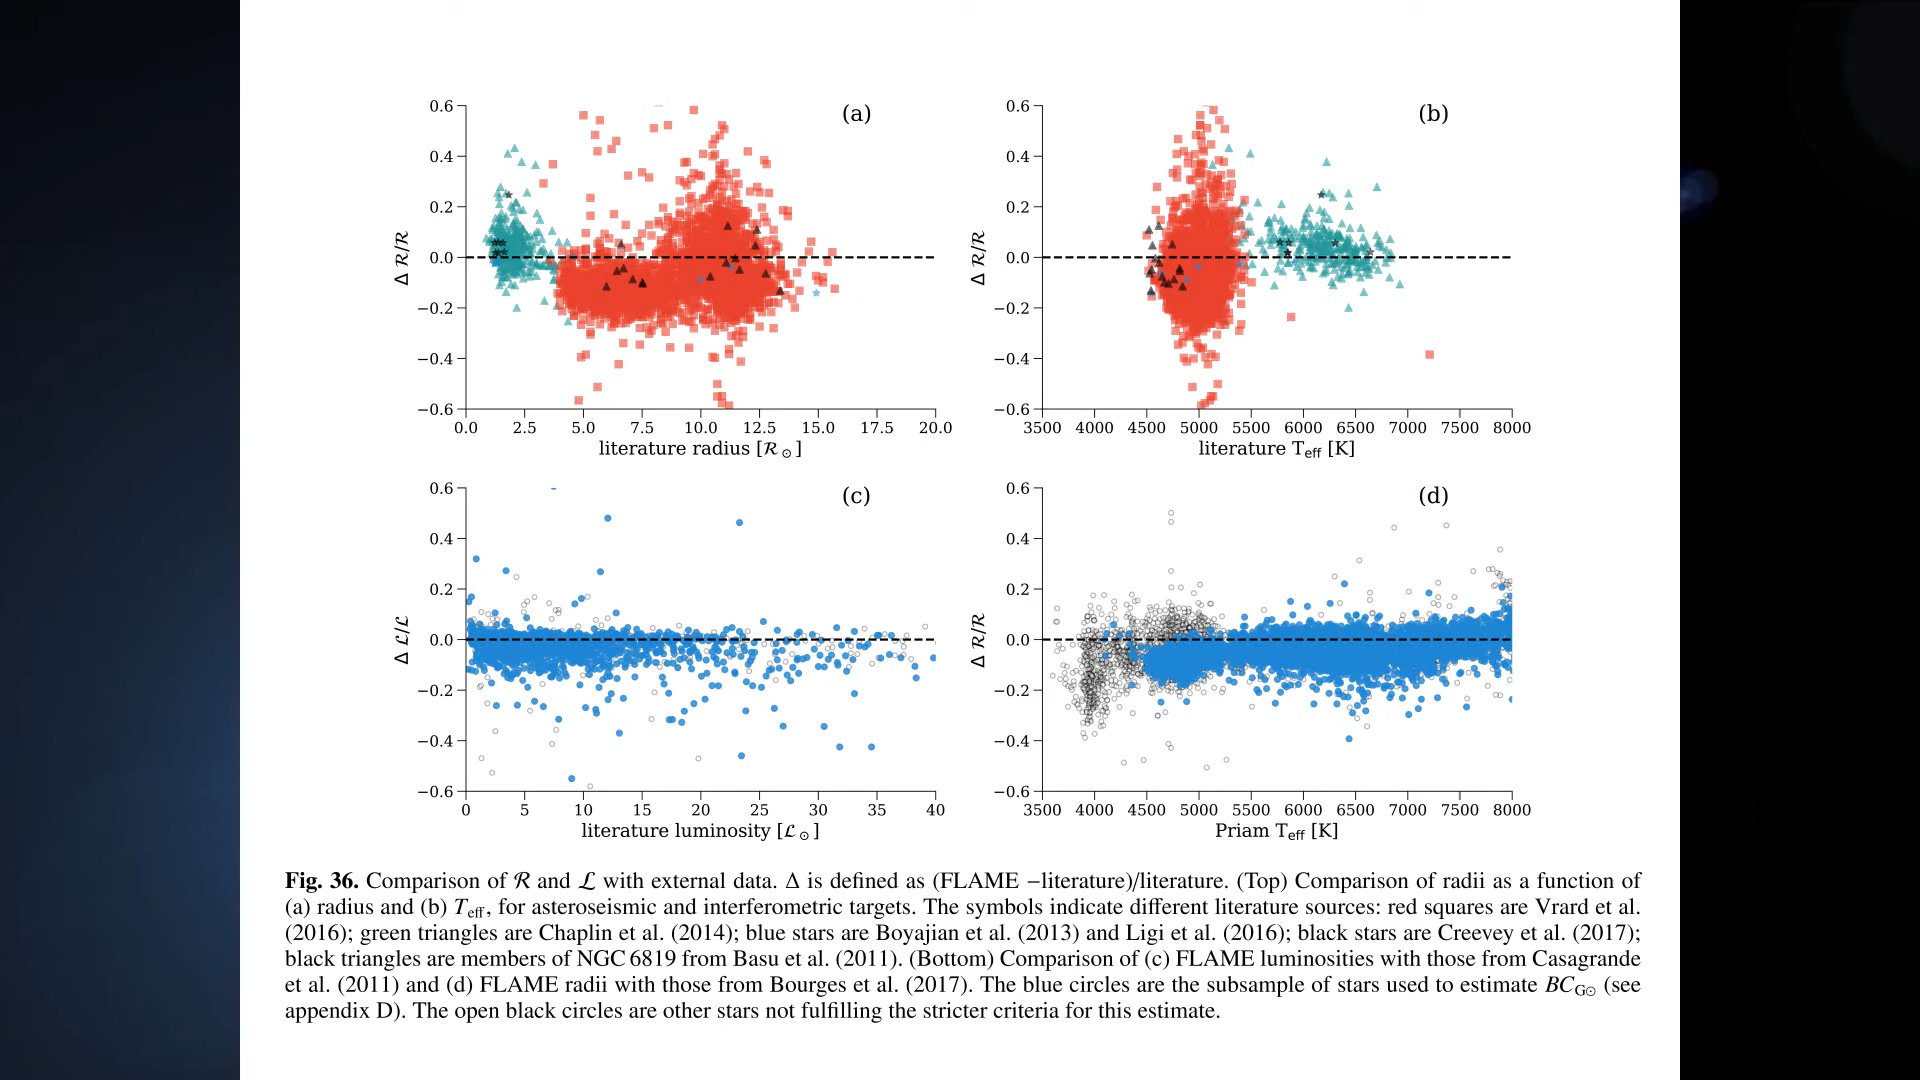 (a)
0.6
0.4
0.2
0.0
−0.2
−0.4
−0.6
Δ ℛ/ℛ
0.0 2.5 5.0 7.5 10.0 12.5 15.0 17.5 20.0
literature radius [ℛ⊙]
(b)
0.6
0.4
0.2
0.0
−0.2
−0.4
−0.6
Δ ℛ/ℛ
3500 4000 4500 5000 5500 6000 6500 7000 7500 8000
literature Teff [K]
(c)
0.6
0.4
0.2
0.0
−0.2
−0.4
−0.6
Δ ℒ/ℒ
0 5 10 15 20 25 30 35 40
literature luminosity [ℒ⊙]
(d)
0.6
0.4
0.2
0.0
−0.2
−0.4
−0.6
Δ ℛ/ℛ
3500 4000 4500 5000 5500 6000 6500 7000 7500 8000
Priam Teff [K]
Fig. 36. Comparison of ℛ and ℒ with external data. Δ is defined as (FLAME −literature)/literature. (Top) Comparison of radii as a function of
(a) radius and (b) Teff, for asteroseismic and interferometric targets. The symbols indicate different literature sources: red squares are Vrard et al.
(2016); green triangles are Chaplin et al. (2014); blue stars are Boyajian et al. (2013) and Ligi et al. (2016); black stars are Creevey et al. (2017);
black triangles are members of NGC 6819 from Basu et al. (2011). (Bottom) Comparison of (c) FLAME luminosities with those from Casagrande
et al. (2011) and (d) FLAME radii with those from Bourges et al. (2017). The blue circles are the subsample of stars used to estimate BCG⊙ (see
appendix D). The open black circles are other stars not fulfilling the stricter criteria for this estimate.